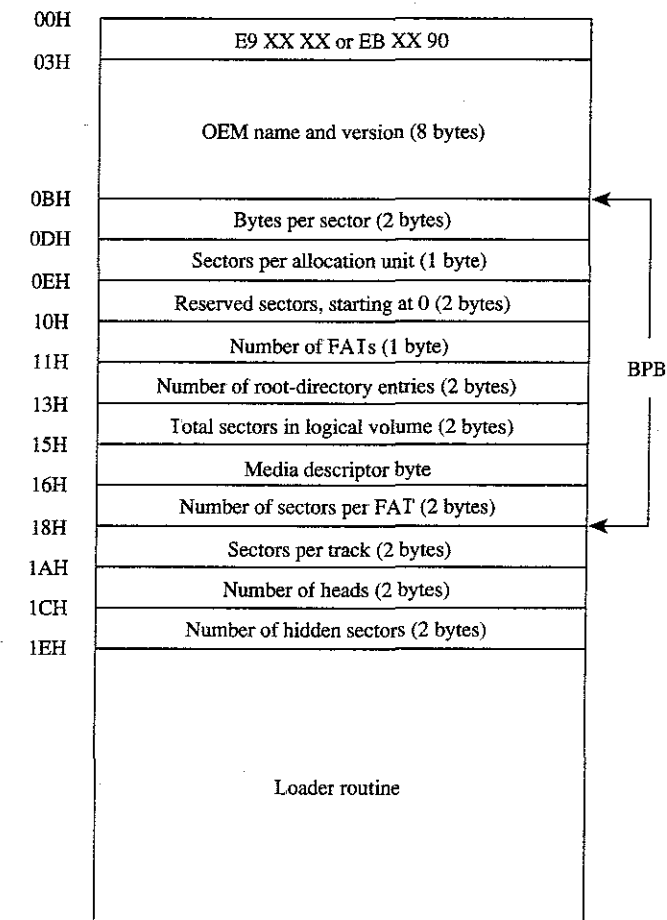 00H
E9 XX XX or EB XX 90
03H
OEM name and version (8 bytes)
0BH
Bytes per sector (2 bytes)
0DH
Sectors per allocation unit (1 byte)
0EH
Reserved sectors, starting at 0 (2 bytes)
10H
Number of FATs (1 byte)
11H
BPB
Number of root-directory entries (2 bytes)
13H
Total sectors in logical volume (2 bytes)
15H
Media descriptor byte
16H
Number of sectors per FAT (2 bytes)
18H
Sectors per track (2 bytes)
1AH
Number of heads (2 bytes)
1CH
Number of hidden sectors (2 bytes)
1EH
Loader routine